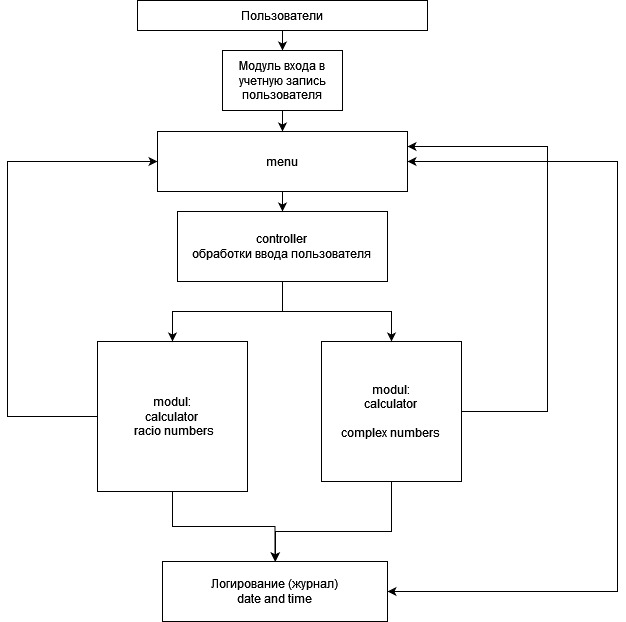 Пользователи
Модуль входа в
учетную запись
пользователя
menu
controller
обработки ввода пользователя
modul:
calculator
racio numbers
modul:
calculator
complex numbers
Логирование (журнал)
date and time